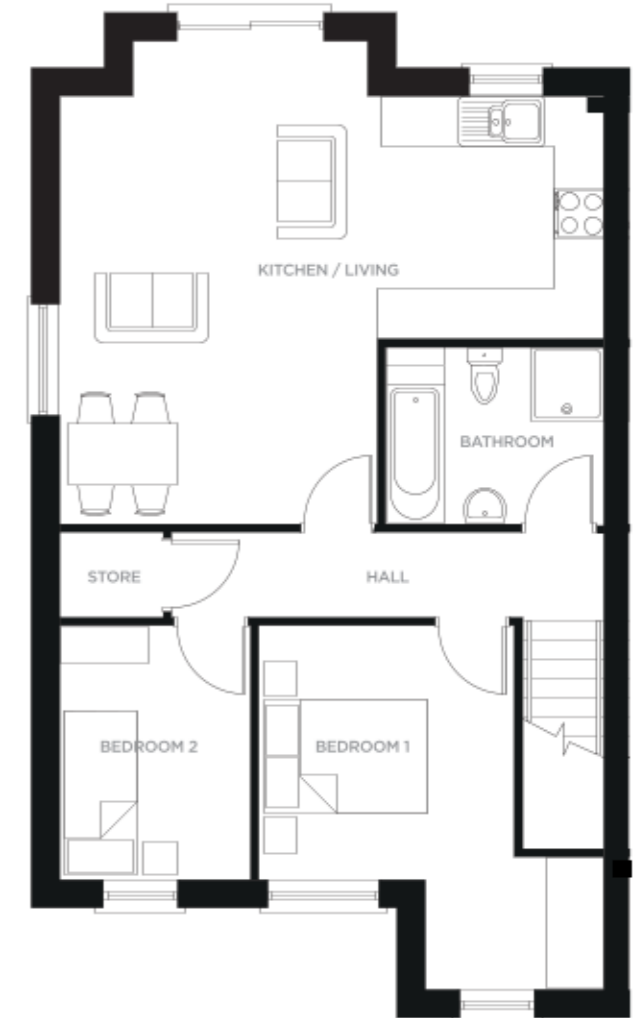 KITCHEN / LIVING
BATHROOM
STORE
HALL
BEDROOM 2
BEDROOM 1